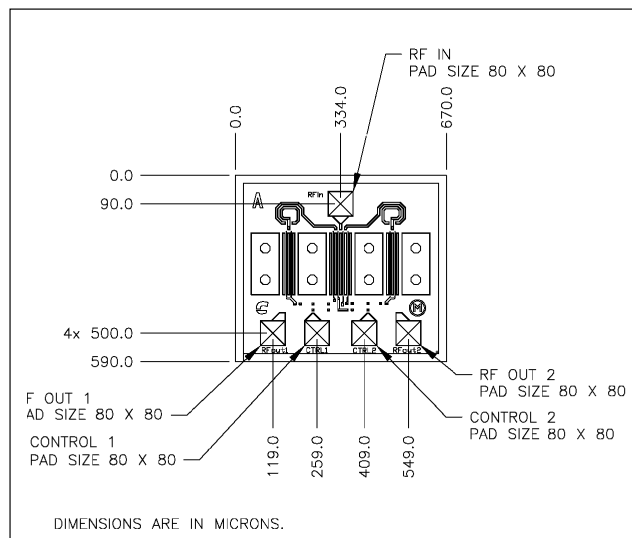 RF IN
PAD SIZE 80 X 80
0.0
334.0
670.0
0.0
90.0
RFin
A
C
M
4x 500.0
590.0
RFout1
CTRL1
CTRL2
RFout2
F OUT 1
AD SIZE 80 X 80
CONTROL 1
PAD SIZE 80 X 80
119.0
259.0
409.0
549.0
RF OUT 2
PAD SIZE 80 X 80
CONTROL 2
PAD SIZE 80 X 80
DIMENSIONS ARE IN MICRONS.